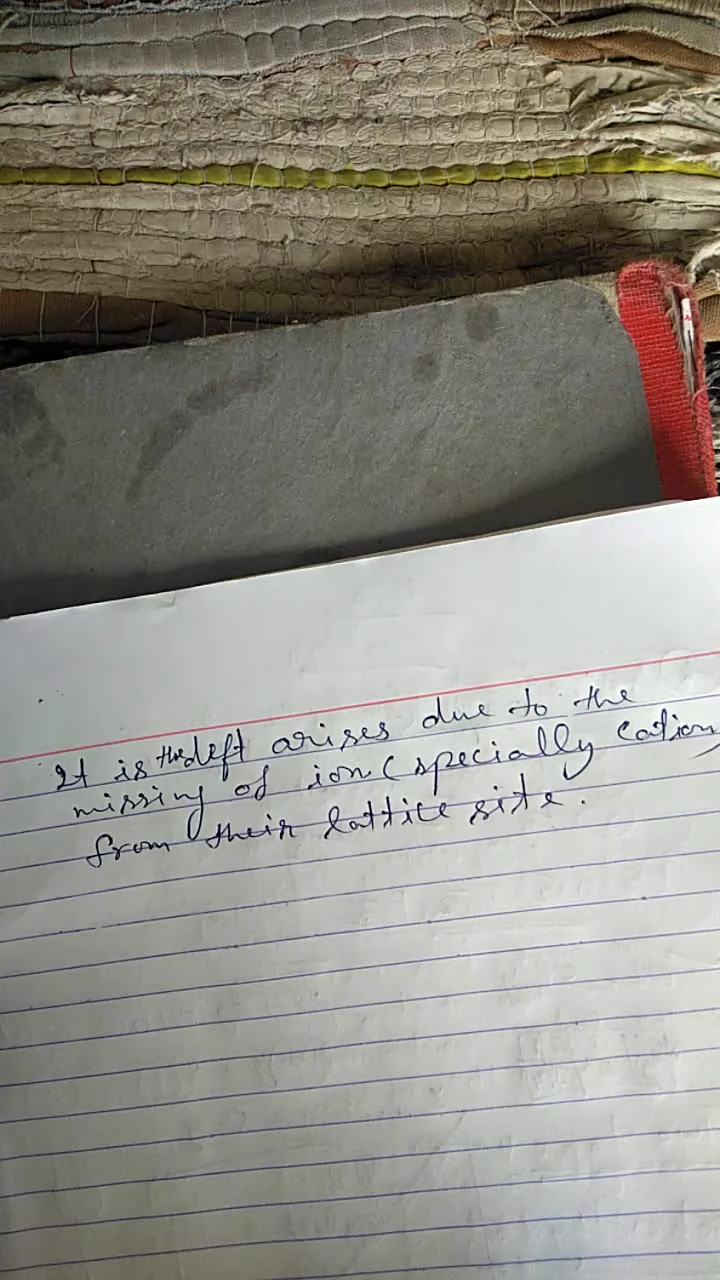 It is the deft arises due to the
missing of ion (specially cation)
from their lattice site.